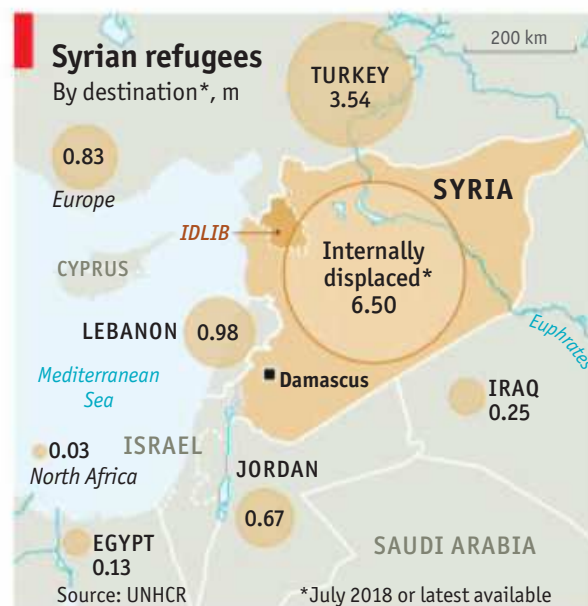 Syrian refugees
By destination*, m
200 km
TURKEY
3.54
0.83
Europe
SYRIA
IDLIB
Internally
displaced*
6.50
CYPRUS
LEBANON
0.98
Euphrates
Mediterranean
Sea
Damascus
IRAQ
0.25
0.03
North Africa
ISRAEL
JORDAN
0.67
EGYPT
0.13
SAUDI ARABIA
Source: UNHCR
*July 2018 or latest available